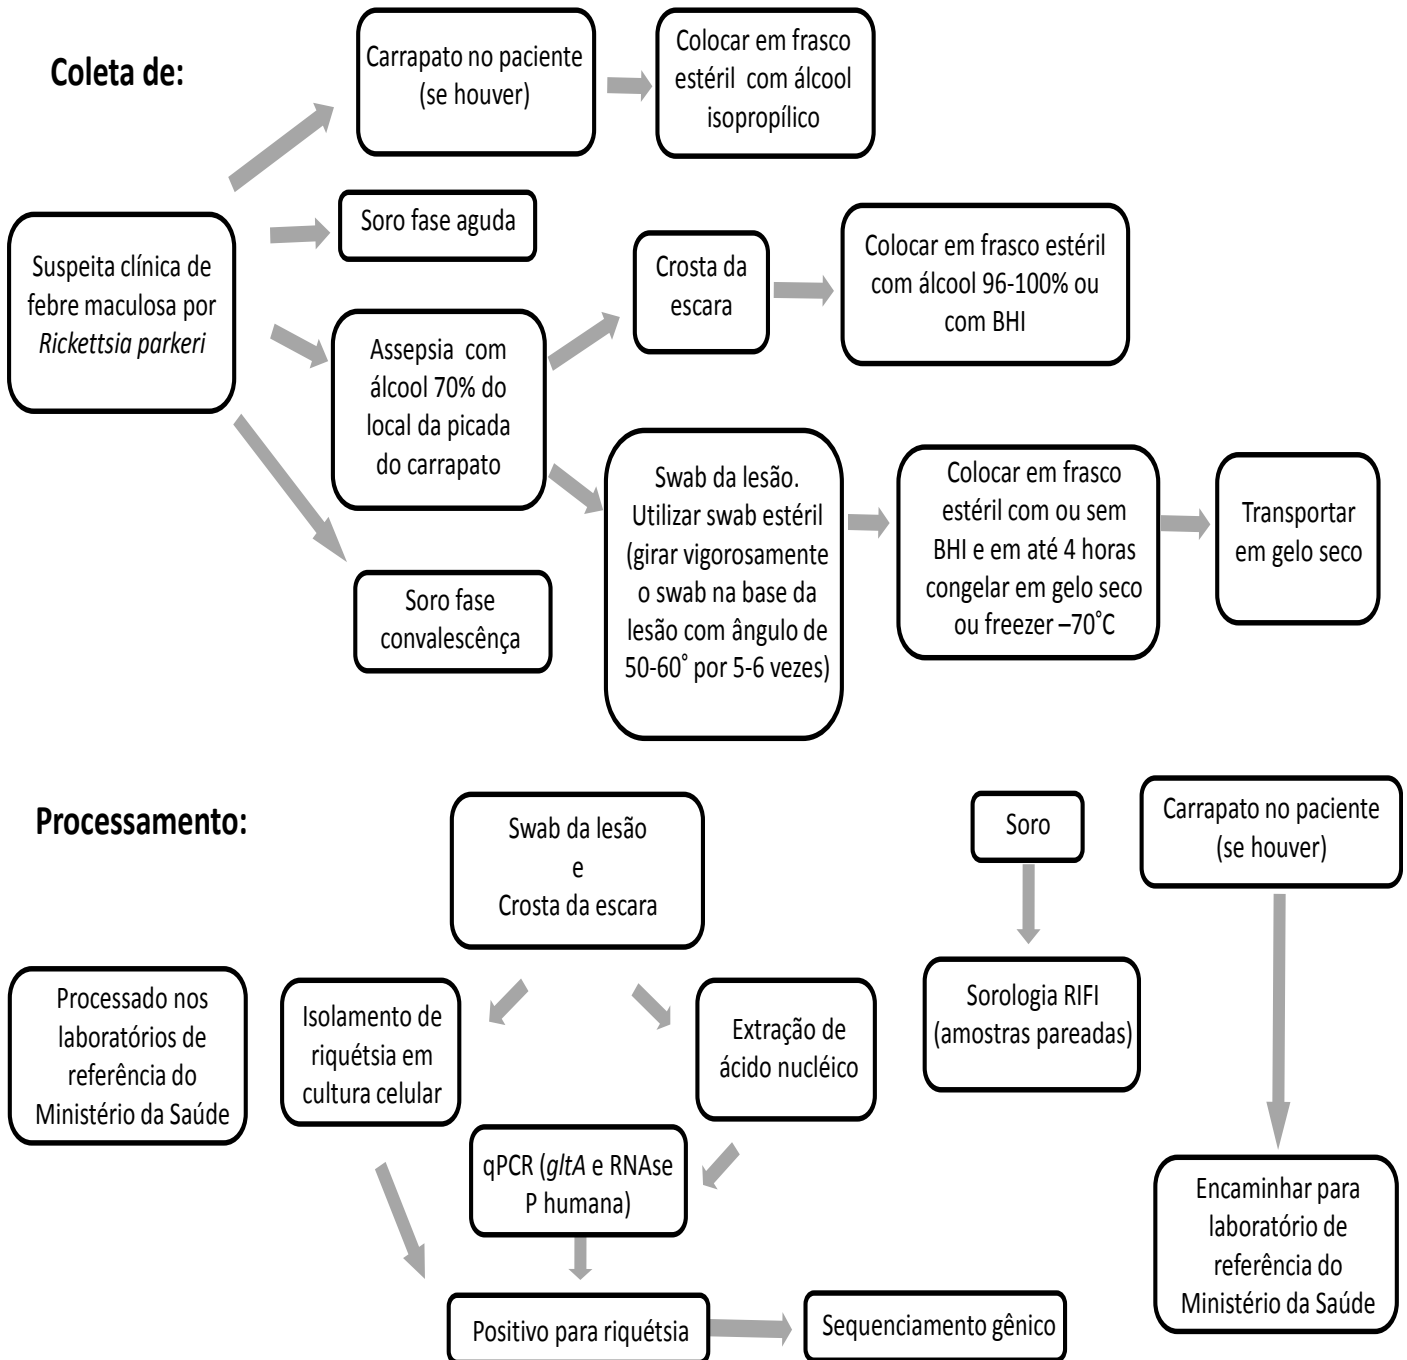 Coleta de:
Carrapato no paciente
(se houver)
Colocar em frasco
estéril com álcool
isopropílico
Suspeita clínica de
febre maculosa por
Rickettsia parkeri
Soro fase aguda
Assepsia com
álcool 70% do
local da picada
do carrapato
Crosta da
escara
Colocar em frasco estéril
com álcool 96-100% ou
com BHI
Soro fase
convalescênça
Swab da lesão.
Utilizar swab estéril
(girar vigorosamente
o swab na base da
lesão com ângulo de
50-60° por 5-6 vezes)
Colocar em frasco
estéril com ou sem
BHI e em até 4 horas
congelar em gelo seco
ou freezer –70°C
Transportar
em gelo seco
Processamento:
Swab da lesão
e
Crosta da escara
Soro
Carrapato no paciente
(se houver)
Processado nos
laboratórios de
referência do
Ministério da Saúde
Isolamento de
riquétsia em
cultura celular
Extração de
ácido nucléico
Sorologia RIFI
(amostras pareadas)
qPCR (gltA e RNAse
P humana)
Encaminhar para
laboratório de
referência do
Ministério da Saúde
Positivo para riquétsia
Sequenciamento gênico